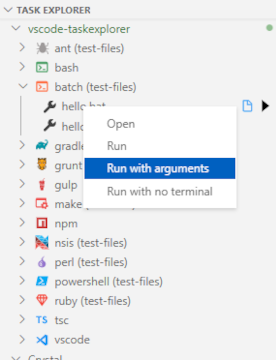 TASK EXPLORER
vscode-taskexplorer
ant (test-files)
bash
batch (test-files)
hello.bat
Open
hello
Run
gradle
Run with arguments
grunt
gulp
Run with no terminal
make
npm
nsis (test-files)
perl (test-files)
powershell (test-files)
ruby (test-files)
TS tsc
vscode
Crystal